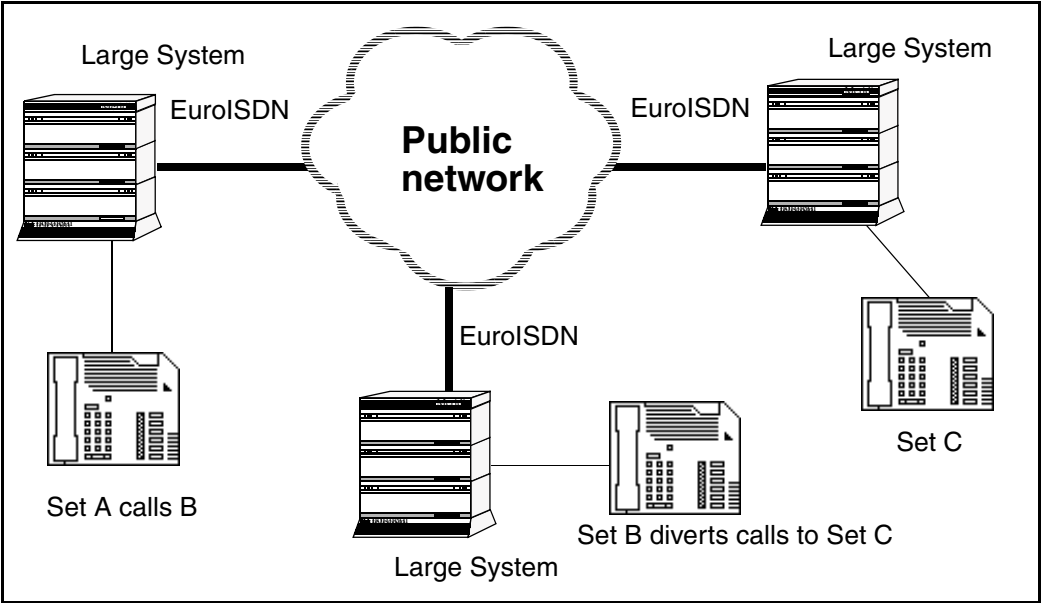 Large System
Large System
EuroISDN
EuroISDN
Public
network
EuroISDN
Set C
Set A calls B
Set B diverts calls to Set C
Large System